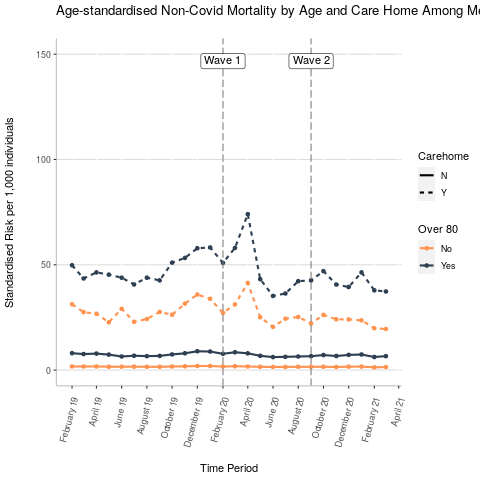 Age-standardised Non-Covid Mortality by Age and Care Home Among Me
Standardised Risk per 1,000 individuals
150
100
50
0
Wave 1
Wave 2
February 19
April 19
June 19
August 19
October 19
December 19
February 20
April 20
June 20
August 20
October 20
December 20
February 21
April 21
Time Period
Carehome
N
Y
Over 80
No
Yes